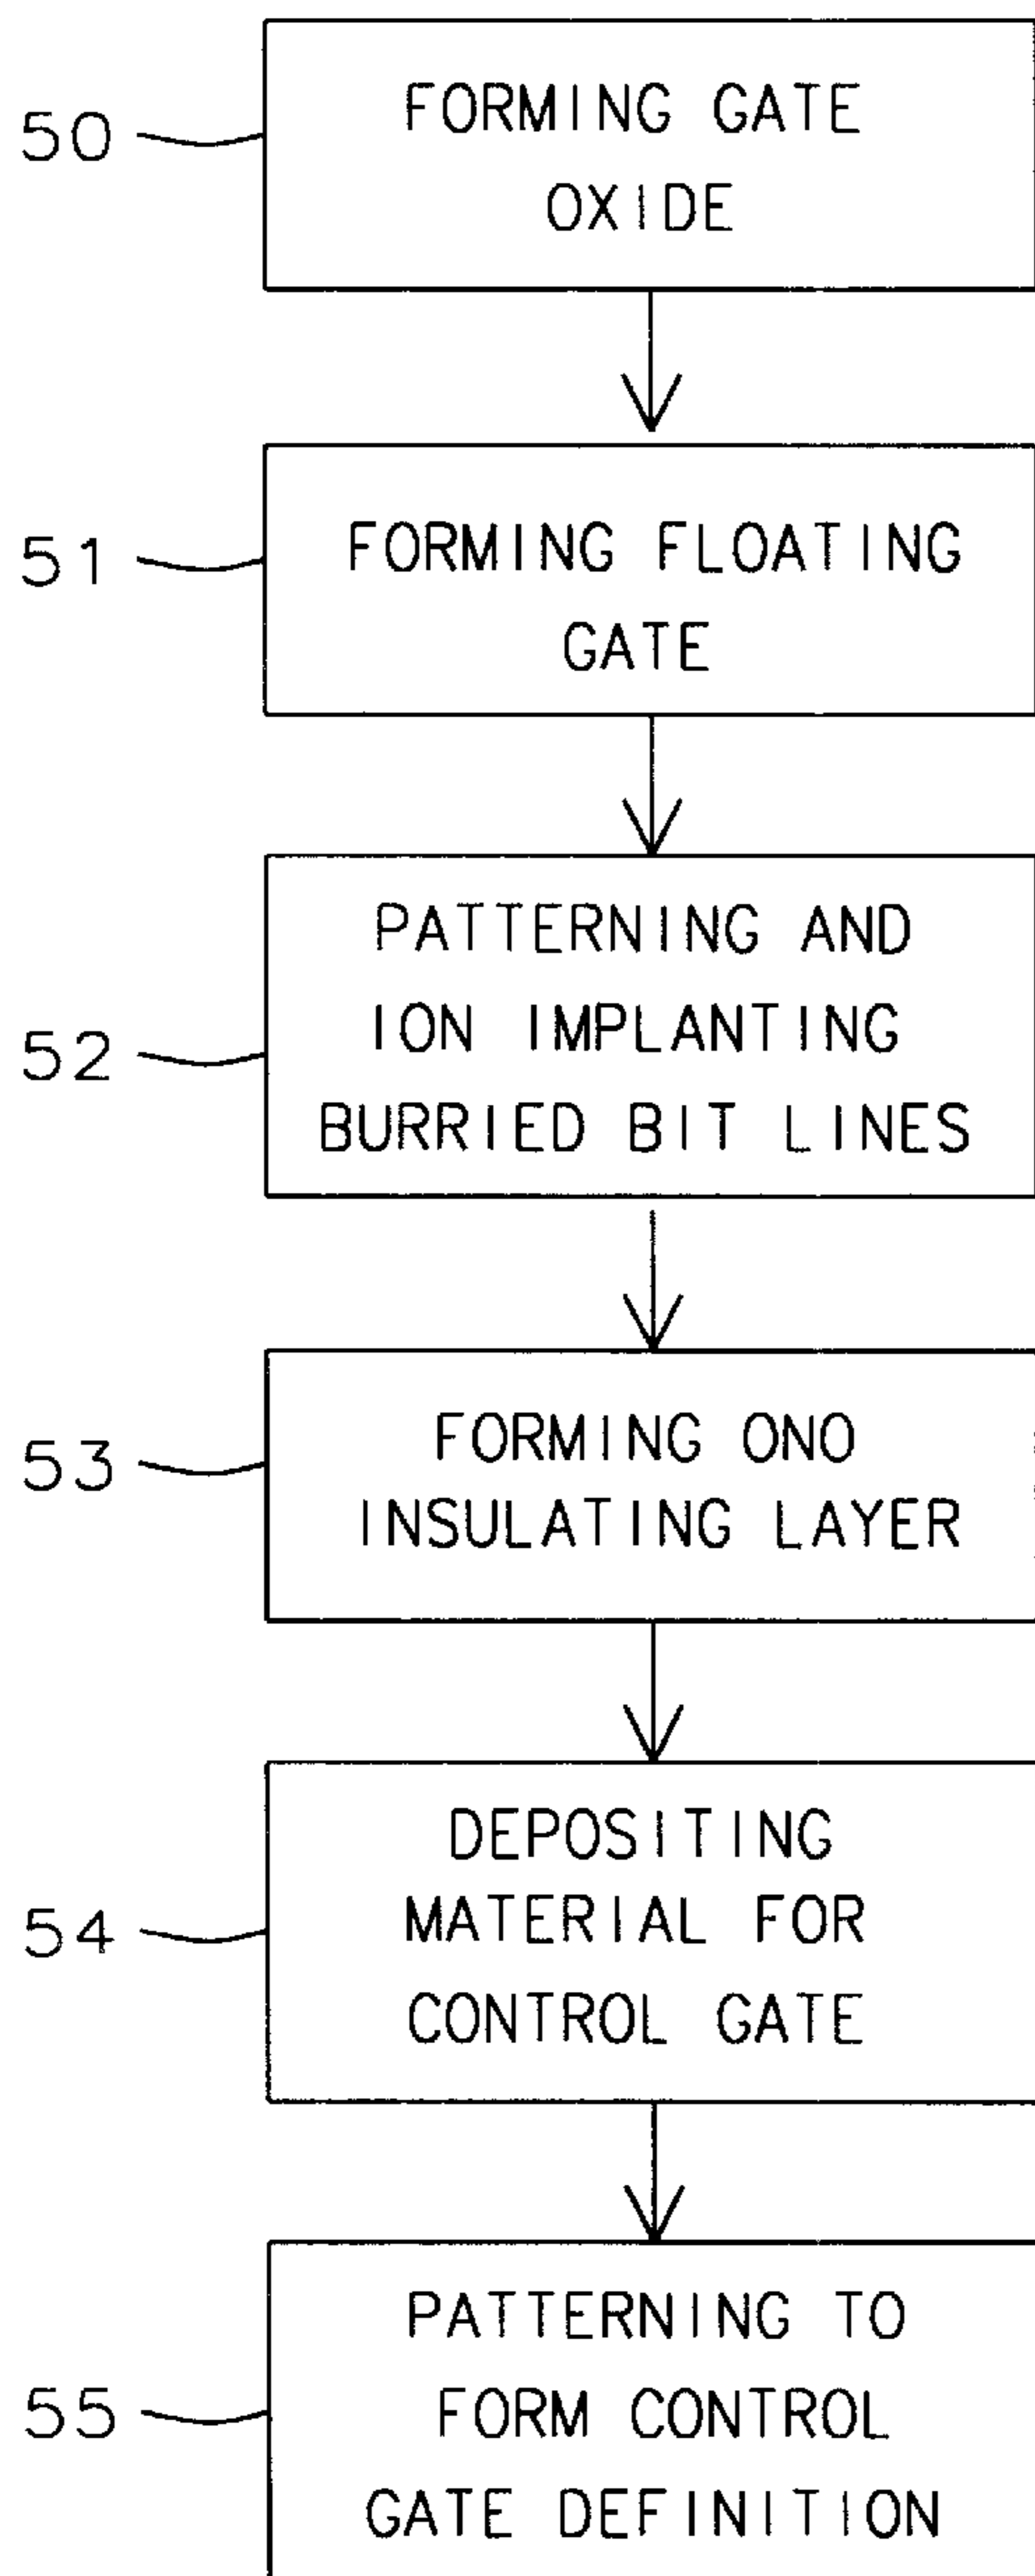 50
FORMING GATE
OXIDE
51
FORMING FLOATING
GATE
52
PATTERNING AND
ION IMPLANTING
BURRIED BIT LINES
53
FORMING ONO
INSULATING LAYER
54
DEPOSITING
MATERIAL FOR
CONTROL GATE
55
PATTERNING TO
FORM CONTROL
GATE DEFINITION